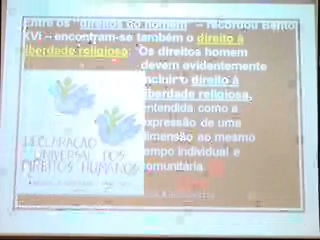 Entre os "direitos do homem" – recordou Bento
XVI – encontram-se também o direito à
liberdade religiosa: "Os direitos homem
devem evidentemente
incluir o direito à
liberdade religiosa,
entendida como a
expressão de uma
dimensão ao mesmo
tempo individual e
comunitária
DECLARAÇÃO
UNIVERSAL DOS
DIREITOS HUMANOS